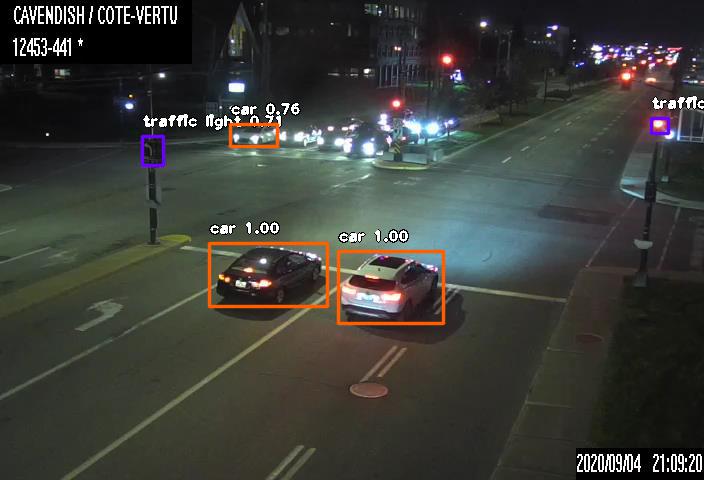 CAVENDISH / COTE-VERTU
12453-441 *
car 0.76
traffic light 0.71
traffic
car 1.00
car 1.00
2020/09/04 21:09:20